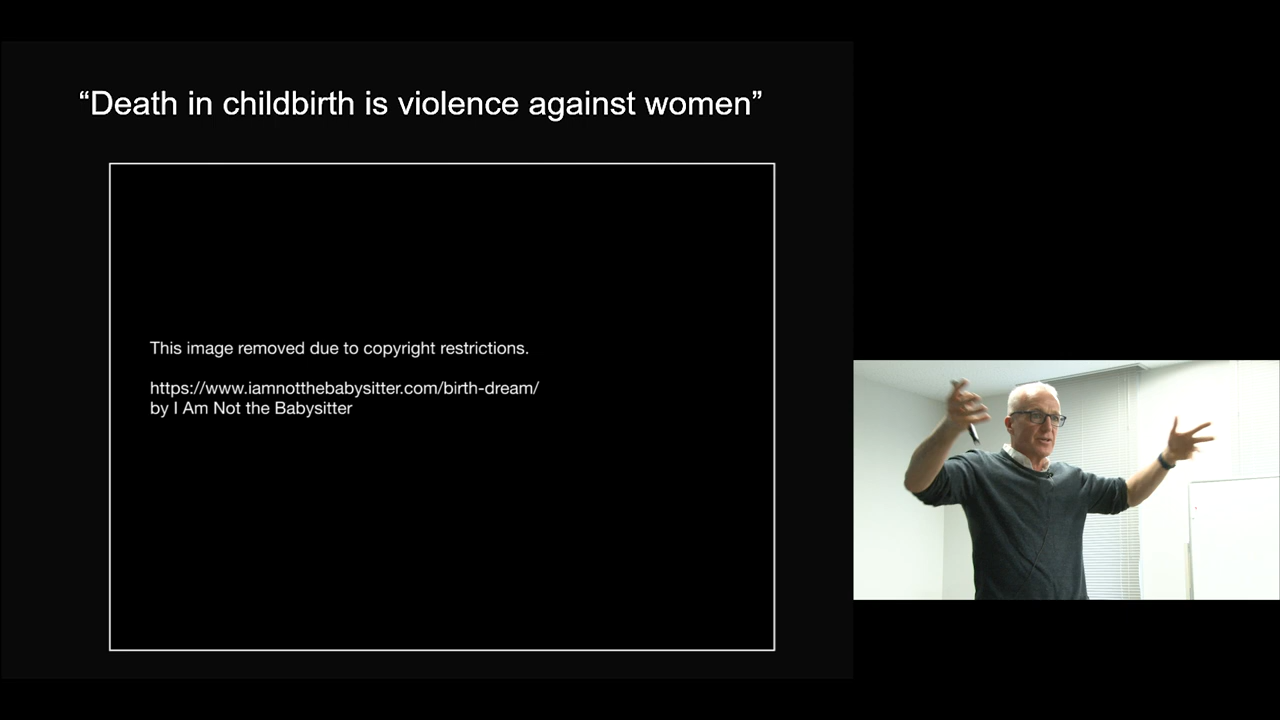 “Death in childbirth is violence against women”
This image removed due to copyright restrictions.
https://www.iamnotthebabysitter.com/birth-dream/
by I Am Not the Babysitter